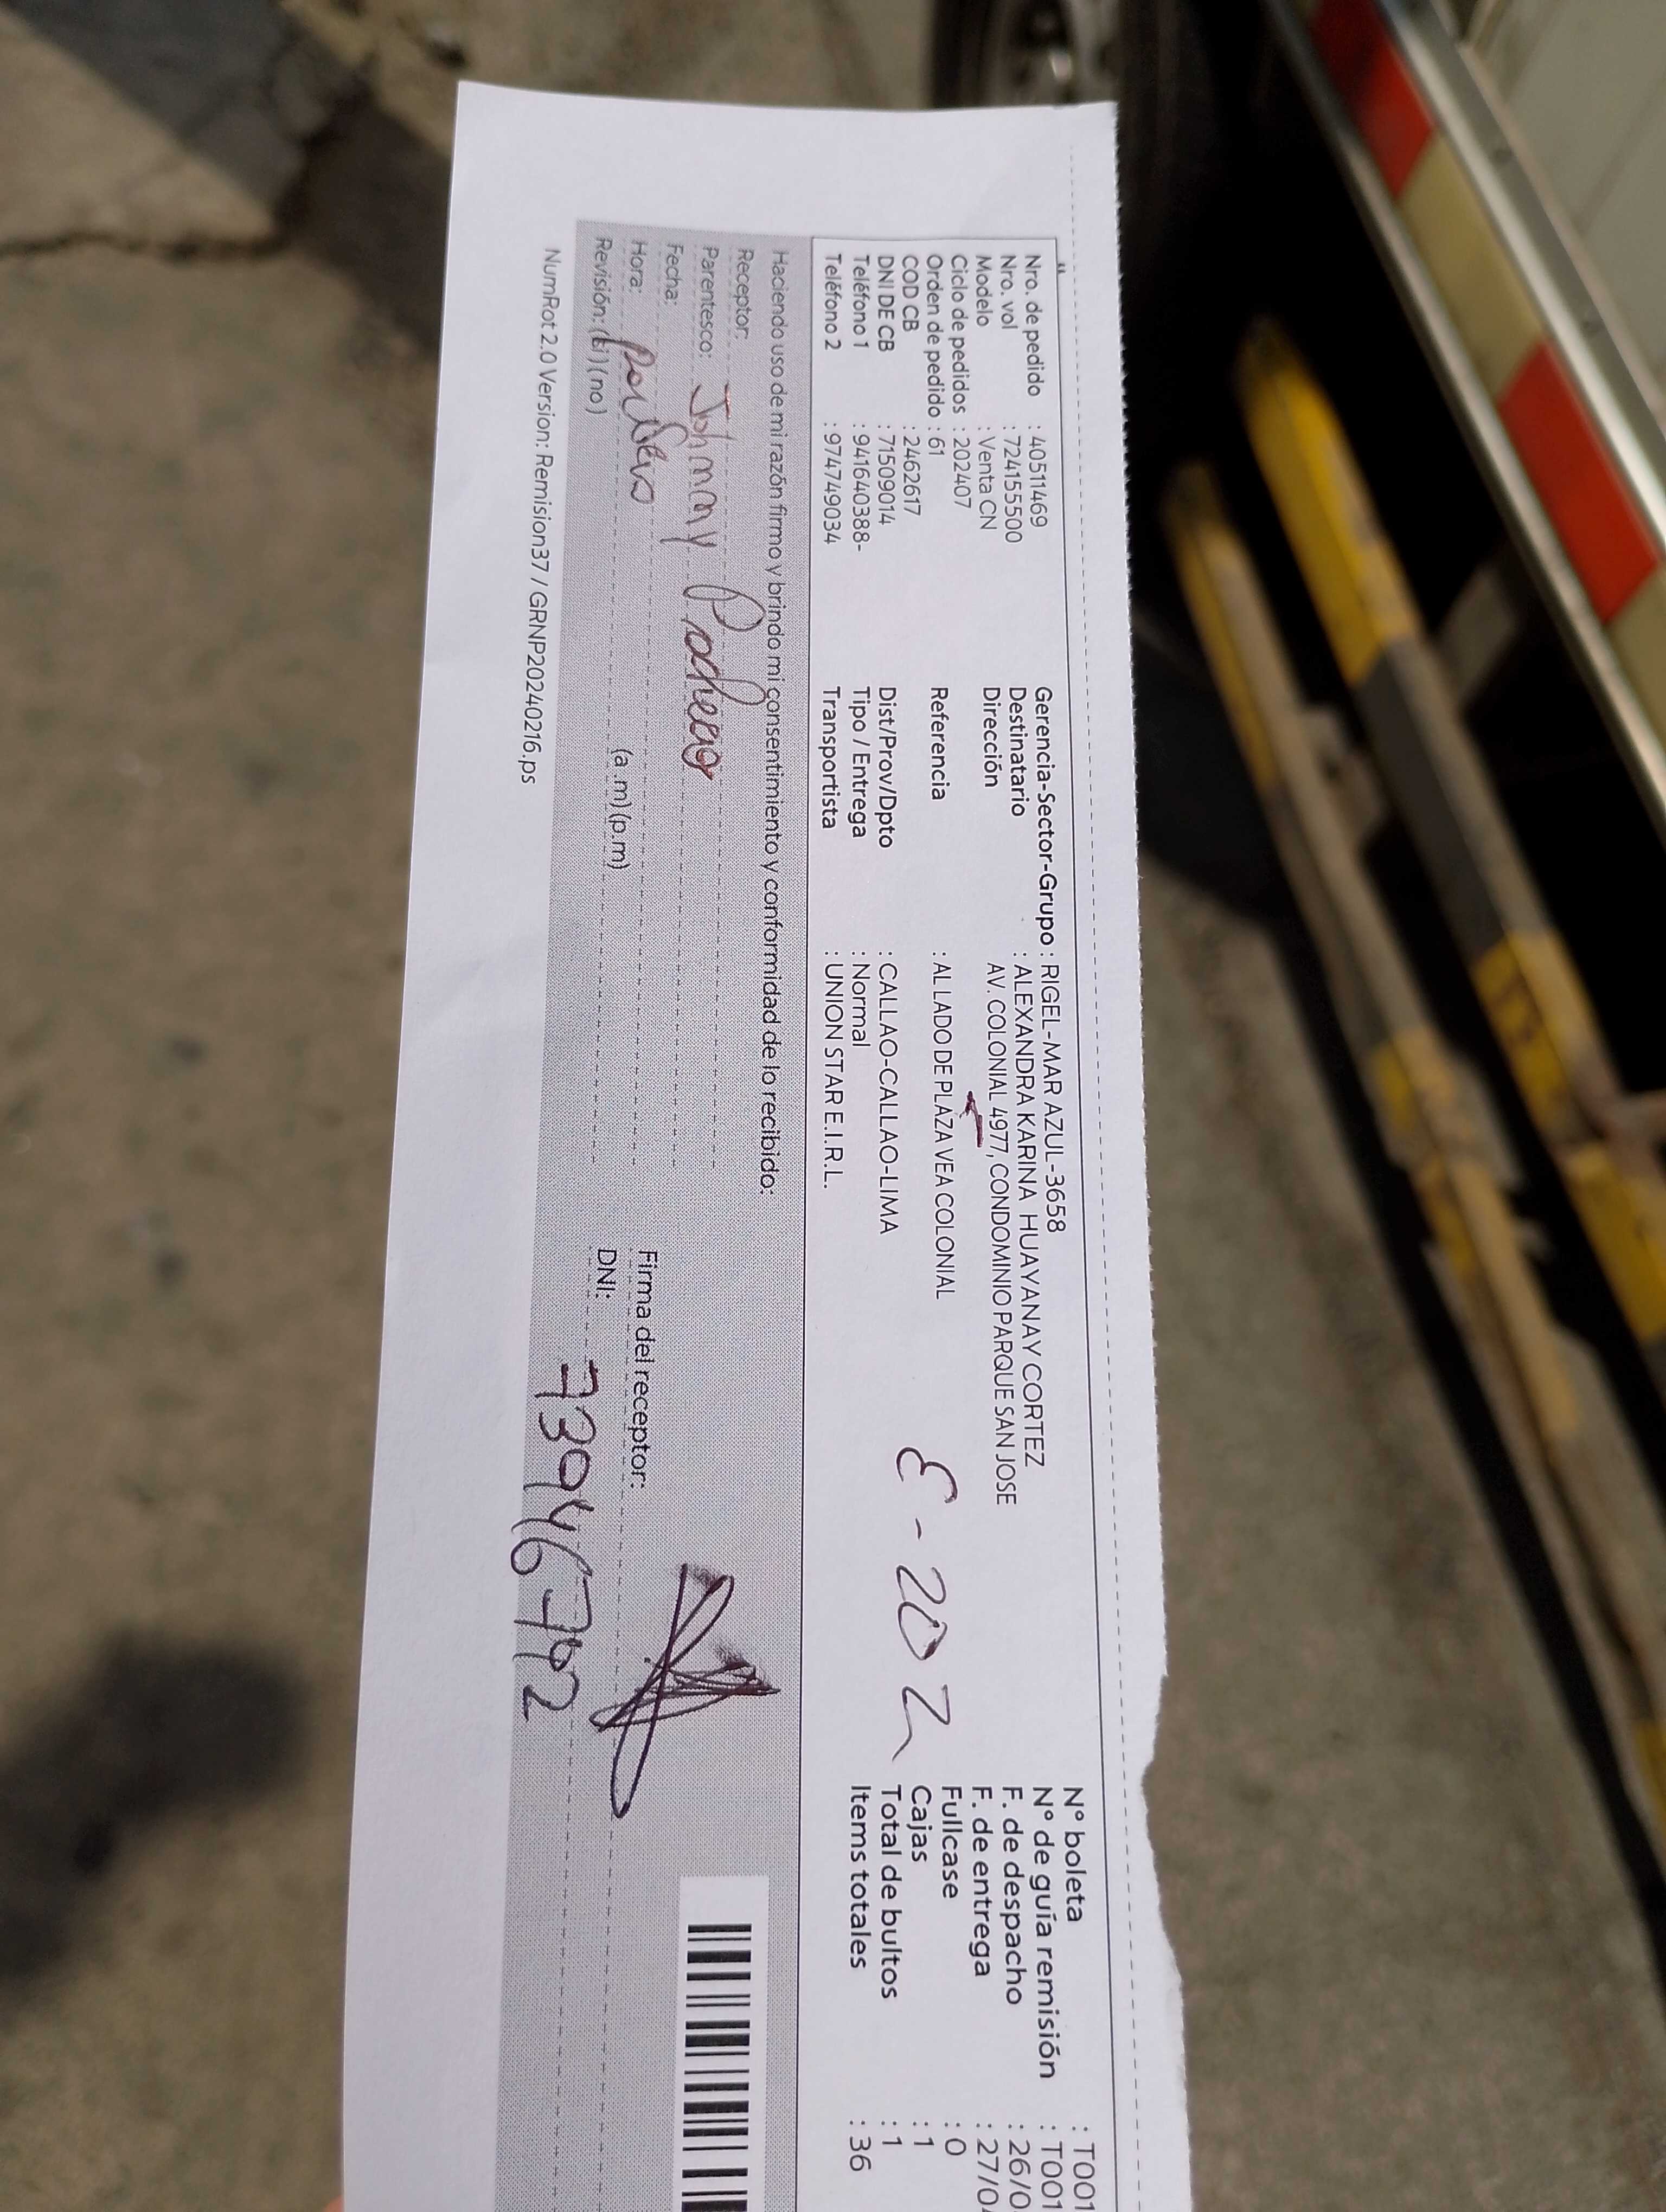 Nro. de pedido : 40511469
Nro. vol : 724155500
Modelo : Venta CN
Ciclo de pedidos : 202407
Orden de pedido : 61
COD CB : 2462617
DNI DE CB : 71509014
Teléfono 1 : 941640388-
Teléfono 2 : 974749034
Gerencia-Sector-Grupo : RIGEL-MAR AZUL-3658
Destinatario : ALEXANDRA KARINA HUAYANAY CORTEZ
Dirección AV. COLONIAL 4977, CONDOMINIO PARQUE SAN JOSE
Referencia : AL LADO DE PLAZA VEA COLONIAL
Dist/Prov/Dpto : CALLAO-CALLAO-LIMA
Tipo / Entrega : Normal
Transportista : UNION STAR E.I.R.L.
E-202
N° boleta : T001
N° de guía remisión : T001
F. de despacho : 26/0
F. de entrega : 27/0
Fullcase : 0
Cajas : 1
Total de bultos : 1
Items totales : 36
Haciendo uso de mi razón firmo y brindo mi consentimiento y conformidad de lo recibido:
Receptor:
Parentesco: Johnny Pacheco
Fecha:
Hora: (a.m)(p.m)
Revisión: (si)(no)
Firma del receptor:
DNI:
NumRot 2.0 Version: Remision37 / GRNP20240216.ps